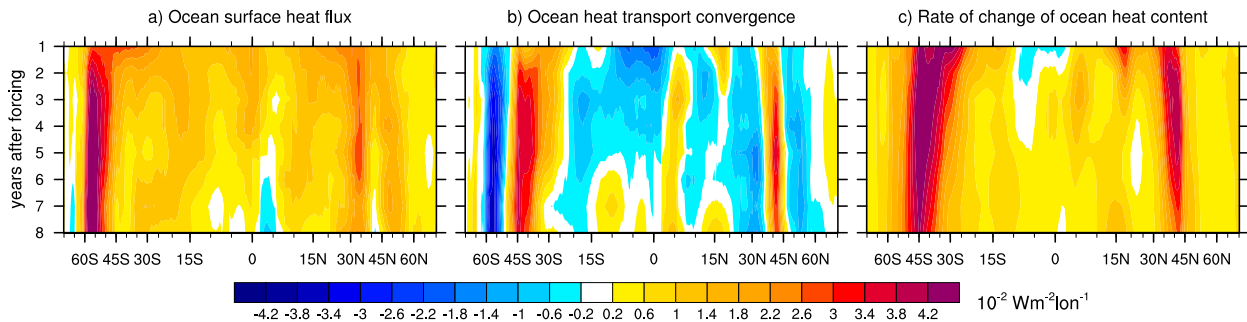 a) Ocean surface heat flux
b) Ocean heat transport convergence
c) Rate of change of ocean heat content
years after forcing
1
2
3
4
5
6
7
8
60S 45S 30S 15S 0 15N 30N 45N 60N
60S 45S 30S 15S 0 15N 30N 45N 60N
60S 45S 30S 15S 0 15N 30N 45N 60N
-4.2 -3.8 -3.4 -3 -2.6 -2.2 -1.8 -1.4 -1 -0.6 -0.2 0.2 0.6 1 1.4 1.8 2.2 2.6 3 3.4 3.8 4.2
10⁻² Wm⁻²lon⁻¹